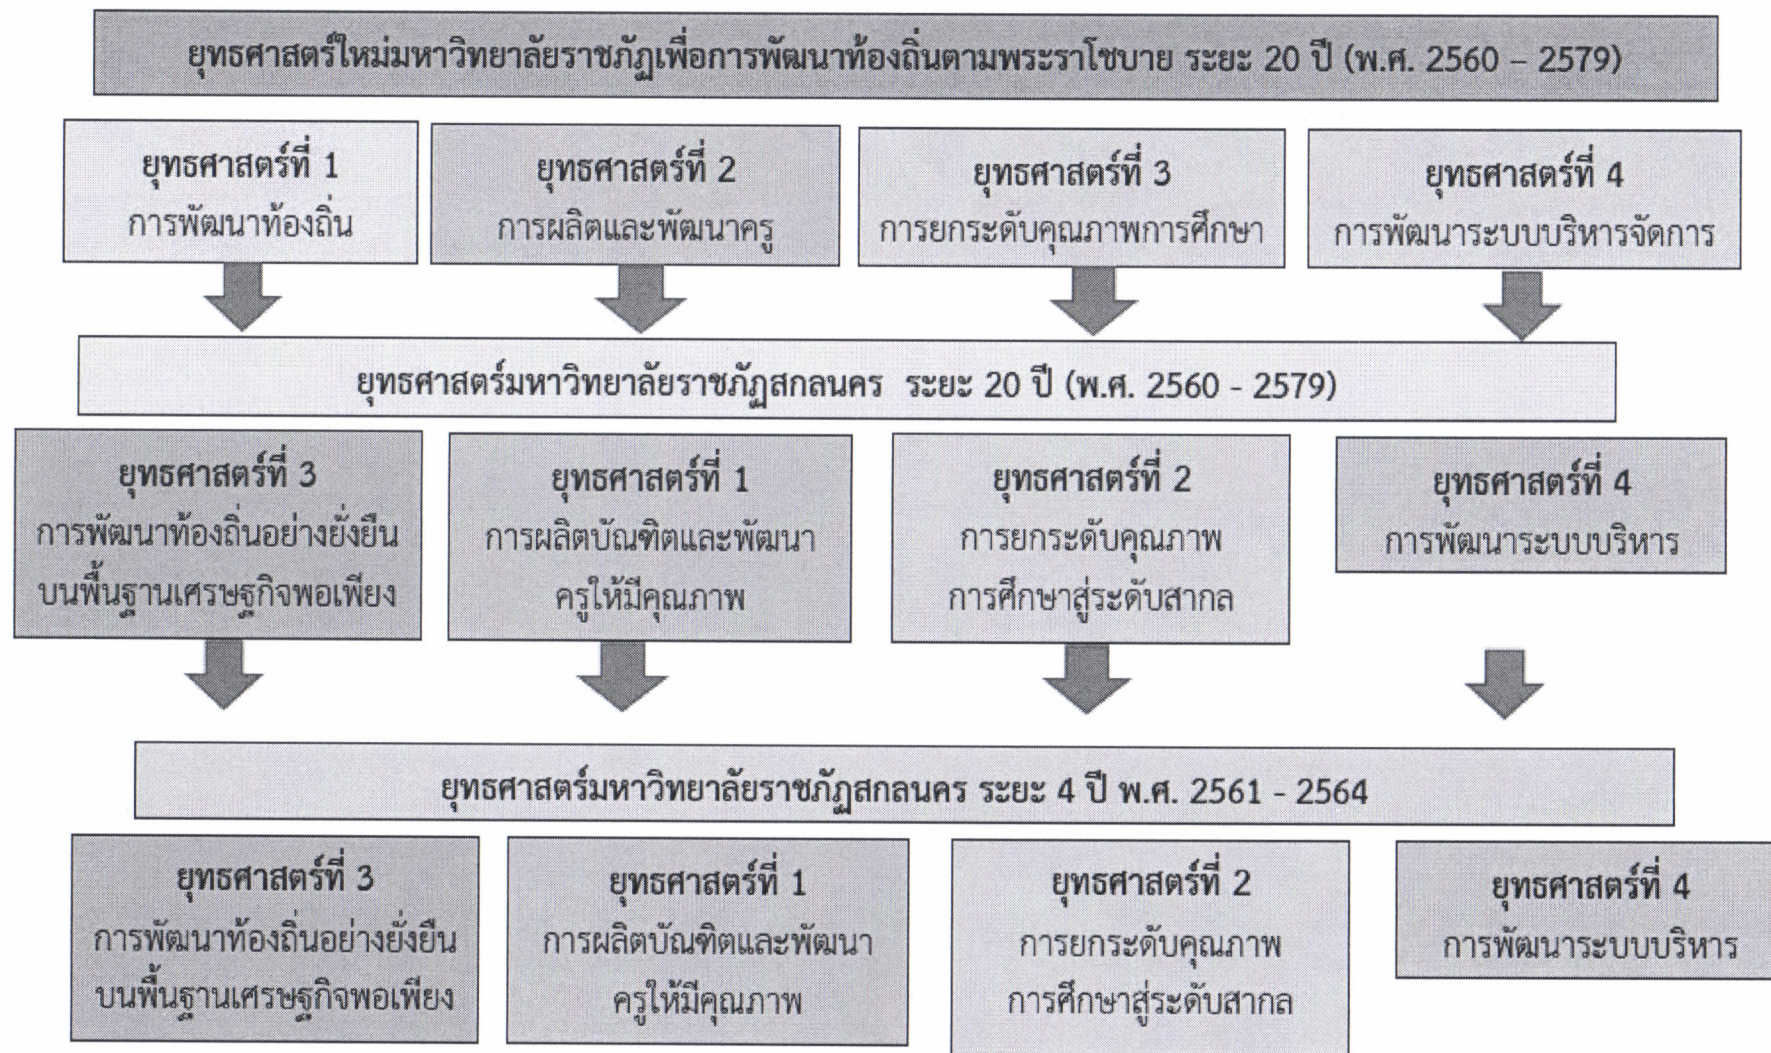 ยุทธศาสตร์ใหม่มหาวิทยาลัยราชภัฏเพื่อการพัฒนาท้องถิ่นตามพระราโชบาย ระยะ 20 ปี (พ.ศ. 2560 – 2579)
ยุทธศาสตร์ที่ 1
การพัฒนาท้องถิ่น
ยุทธศาสตร์ที่ 2
การผลิตและพัฒนาครู
ยุทธศาสตร์ที่ 3
การยกระดับคุณภาพการศึกษา
ยุทธศาสตร์ที่ 4
การพัฒนาระบบบริหารจัดการ
ยุทธศาสตร์มหาวิทยาลัยราชภัฏสกลนคร ระยะ 20 ปี (พ.ศ. 2560 - 2579)
ยุทธศาสตร์ที่ 3
การพัฒนาท้องถิ่นอย่างยั่งยืน
บนพื้นฐานเศรษฐกิจพอเพียง
ยุทธศาสตร์ที่ 1
การผลิตบัณฑิตและพัฒนา
ครูให้มีคุณภาพ
ยุทธศาสตร์ที่ 2
การยกระดับคุณภาพ
การศึกษาสู่ระดับสากล
ยุทธศาสตร์ที่ 4
การพัฒนาระบบบริหาร
ยุทธศาสตร์มหาวิทยาลัยราชภัฏสกลนคร ระยะ 4 ปี พ.ศ. 2561 - 2564
ยุทธศาสตร์ที่ 3
การพัฒนาท้องถิ่นอย่างยั่งยืน
บนพื้นฐานเศรษฐกิจพอเพียง
ยุทธศาสตร์ที่ 1
การผลิตบัณฑิตและพัฒนา
ครูให้มีคุณภาพ
ยุทธศาสตร์ที่ 2
การยกระดับคุณภาพ
การศึกษาสู่ระดับสากล
ยุทธศาสตร์ที่ 4
การพัฒนาระบบบริหาร